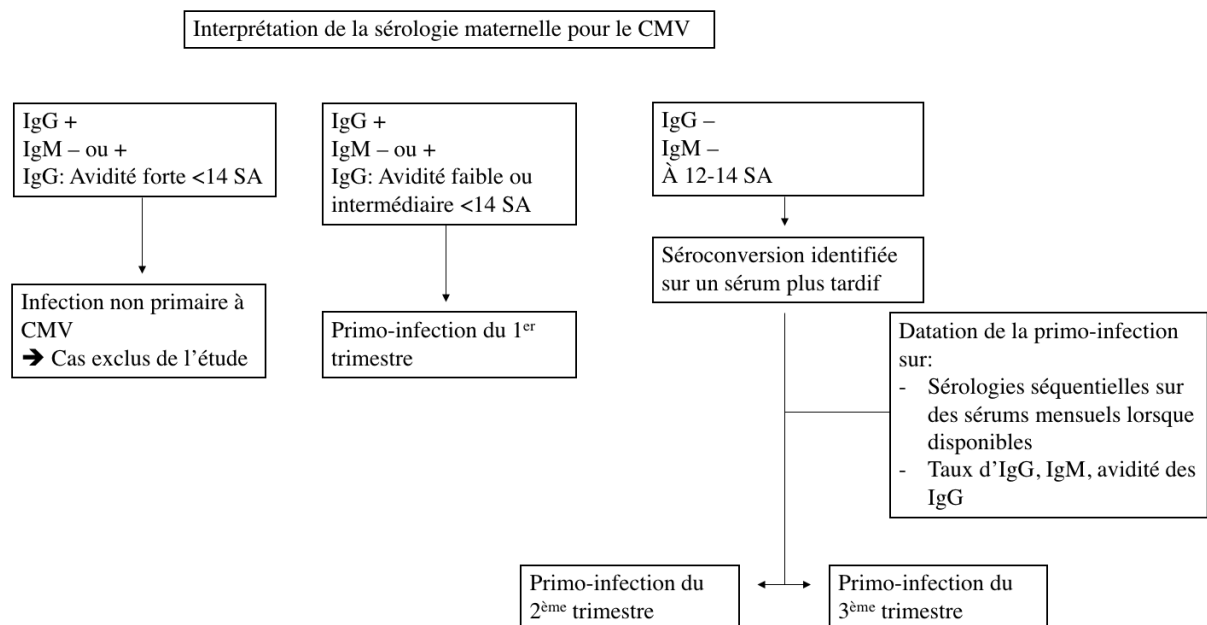 Interprétation de la sérologie maternelle pour le CMV
IgG +
IgM – ou +
IgG: Avidité forte <14 SA
IgG +
IgM – ou +
IgG: Avidité faible ou
intermédiaire <14 SA
IgG –
IgM –
À 12-14 SA
Séroconversion identifiée
sur un sérum plus tardif
Infection non primaire à
CMV
➔ Cas exclus de l’étude
Primo-infection du 1er
trimestre
Datation de la primo-infection
sur:
- Sérologies séquentielles sur
des sérums mensuels lorsque
disponibles
- Taux d’IgG, IgM, avidité des
IgG
Primo-infection du
2ème trimestre
Primo-infection du
3ème trimestre